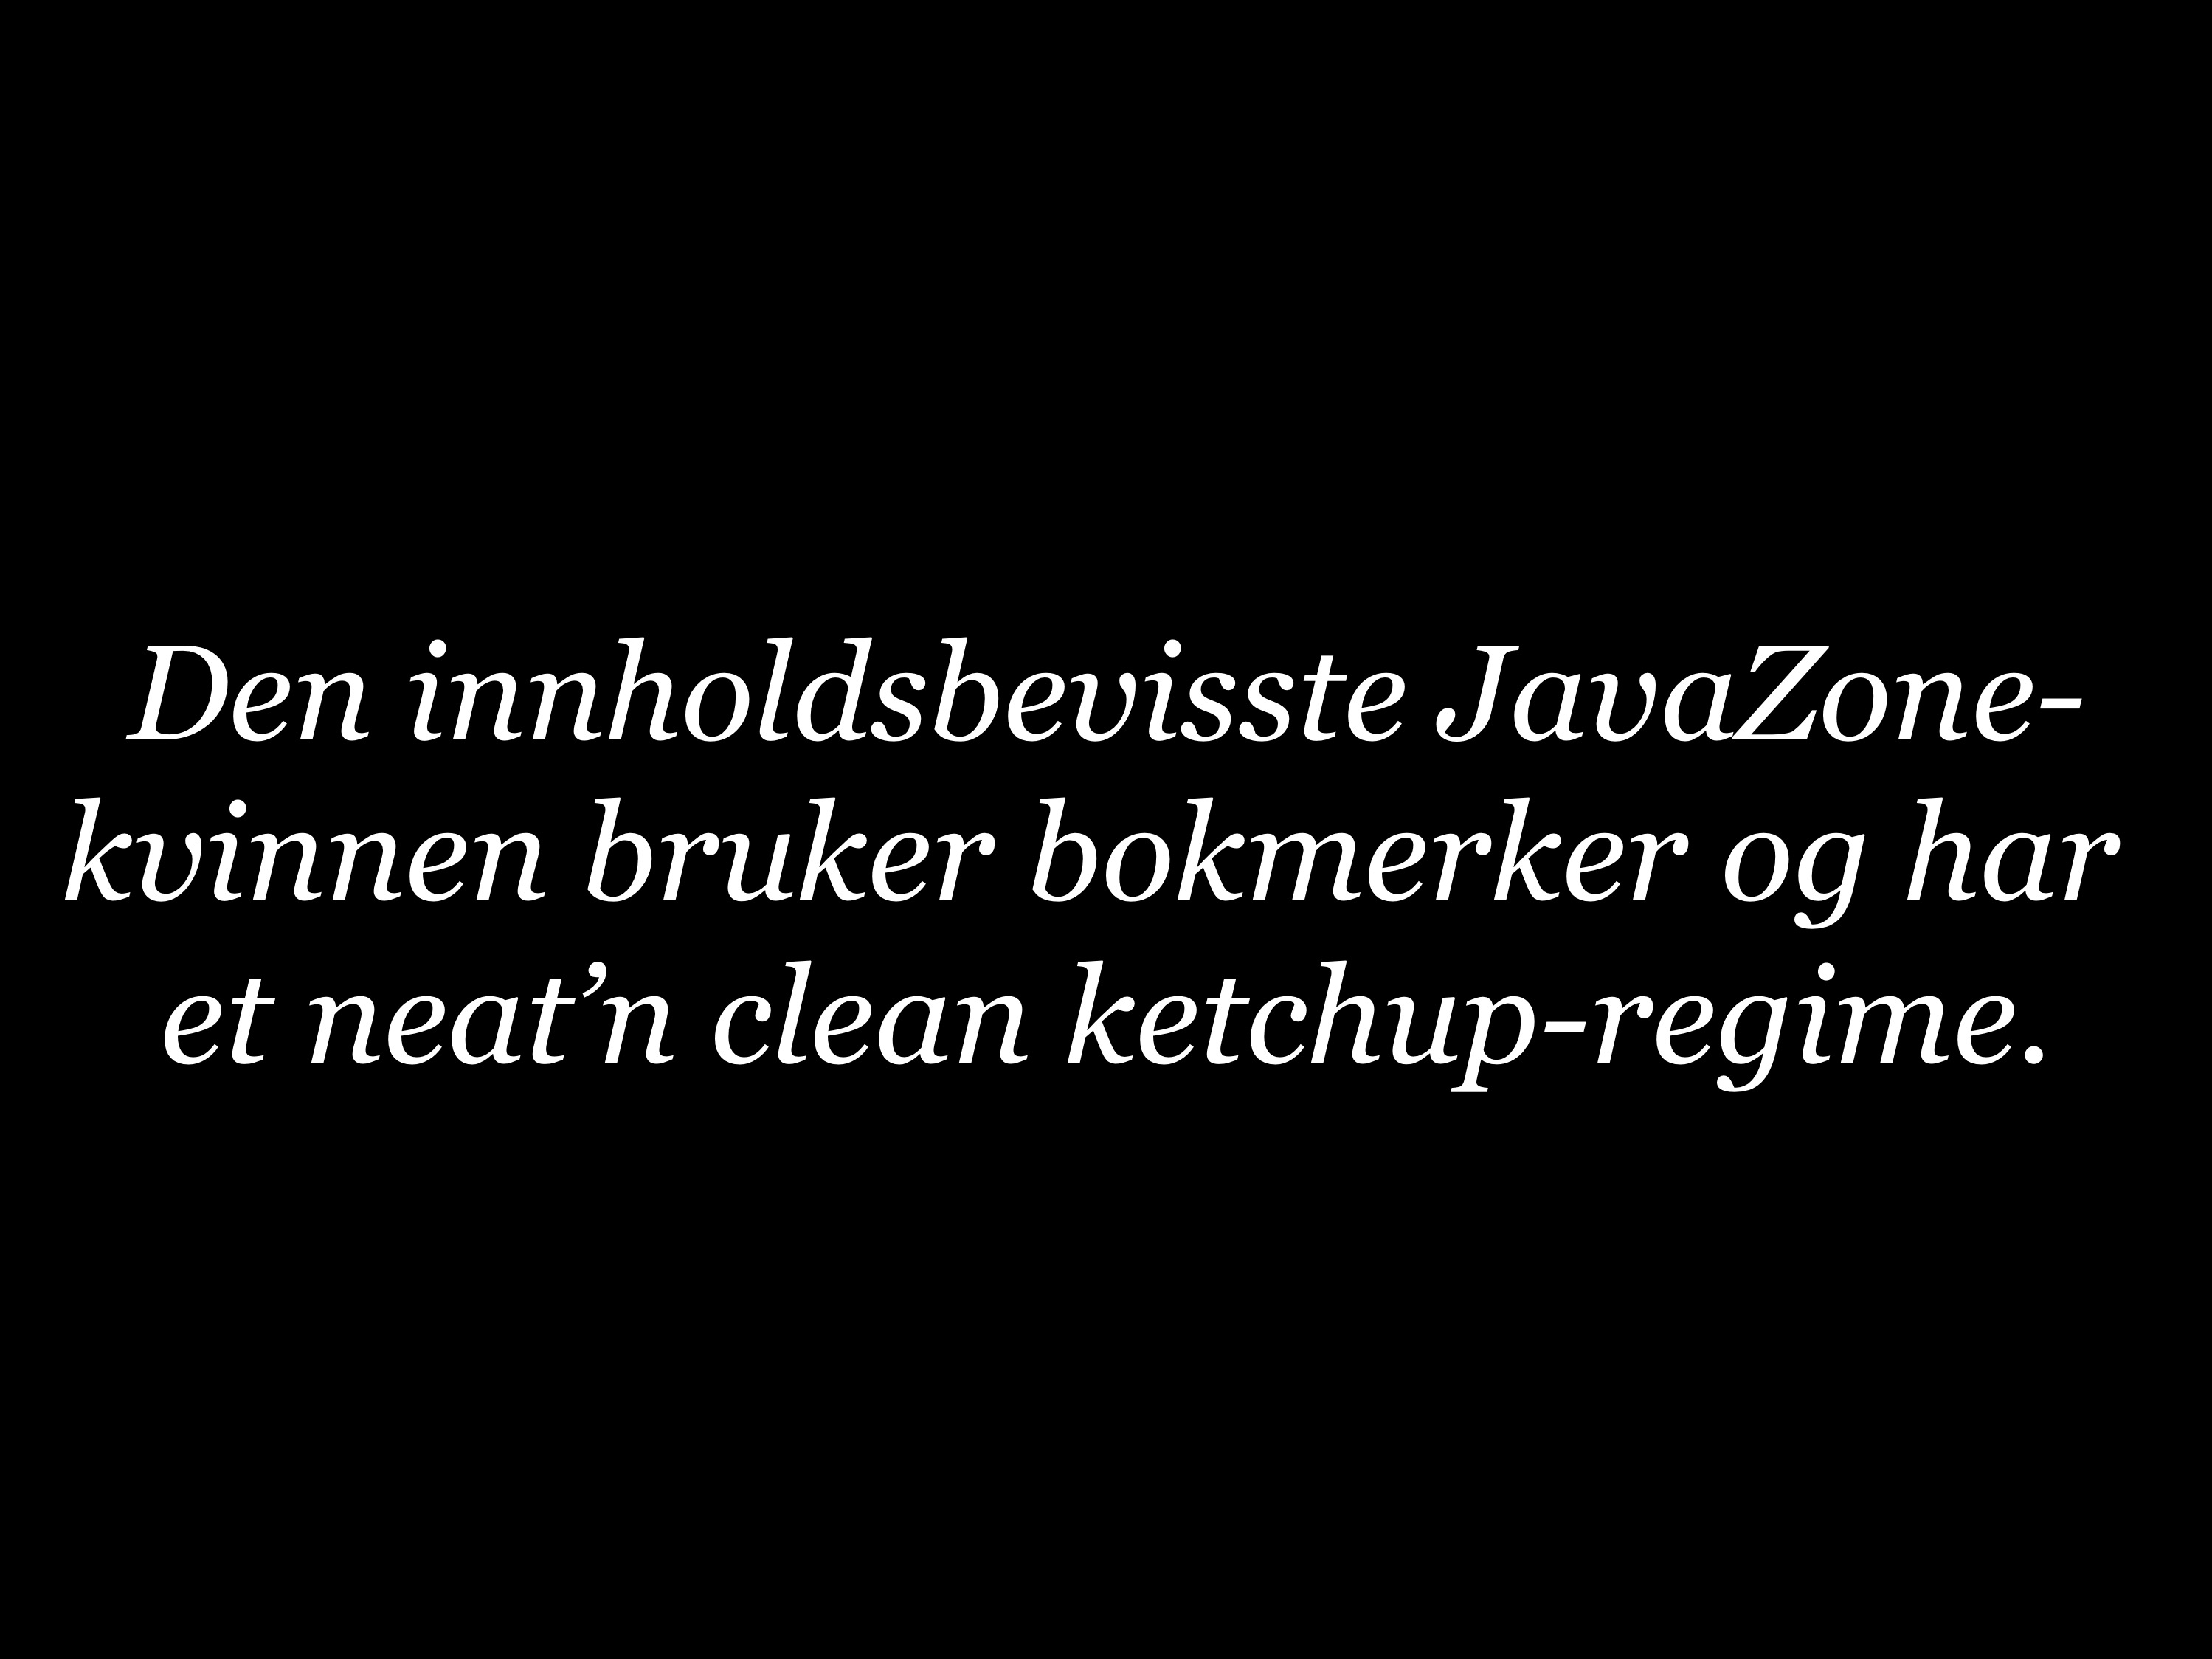 Den innholdsbevisste JavaZone-
kvinnen bruker bokmerker og har
et neat’n clean ketchup-regime.